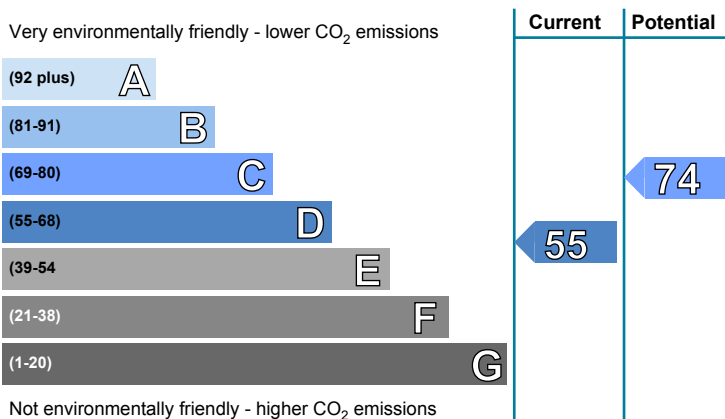 Very environmentally friendly - lower CO2 emissions
Current
Potential
(92 plus) A
(81-91) B
(69-80) C
74
(55-68) D
55
(39-54 E
(21-38) F
(1-20) G
Not environmentally friendly - higher CO2 emissions